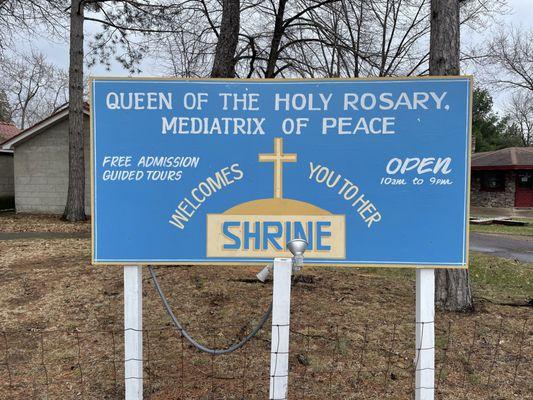 QUEEN OF THE HOLY ROSARY,
MEDIATRIX OF PEACE
FREE ADMISSION
GUIDED TOURS
WELCOMES YOU TO HER
OPEN
10am to 9pm
SHRINE